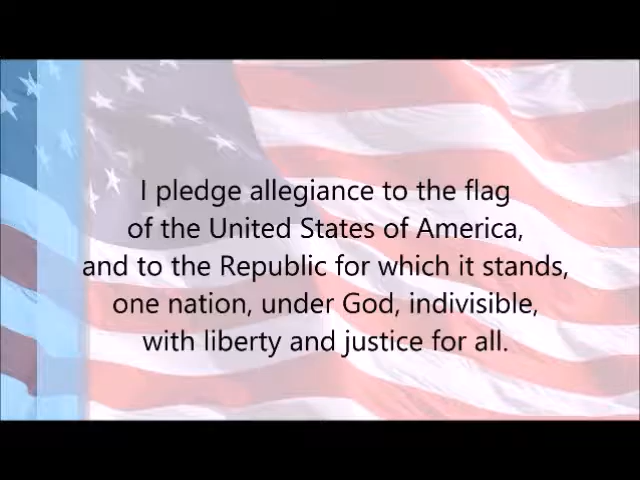 I pledge allegiance to the flag
of the United States of America,
and to the Republic for which it stands,
one nation, under God, indivisible,
with liberty and justice for all.